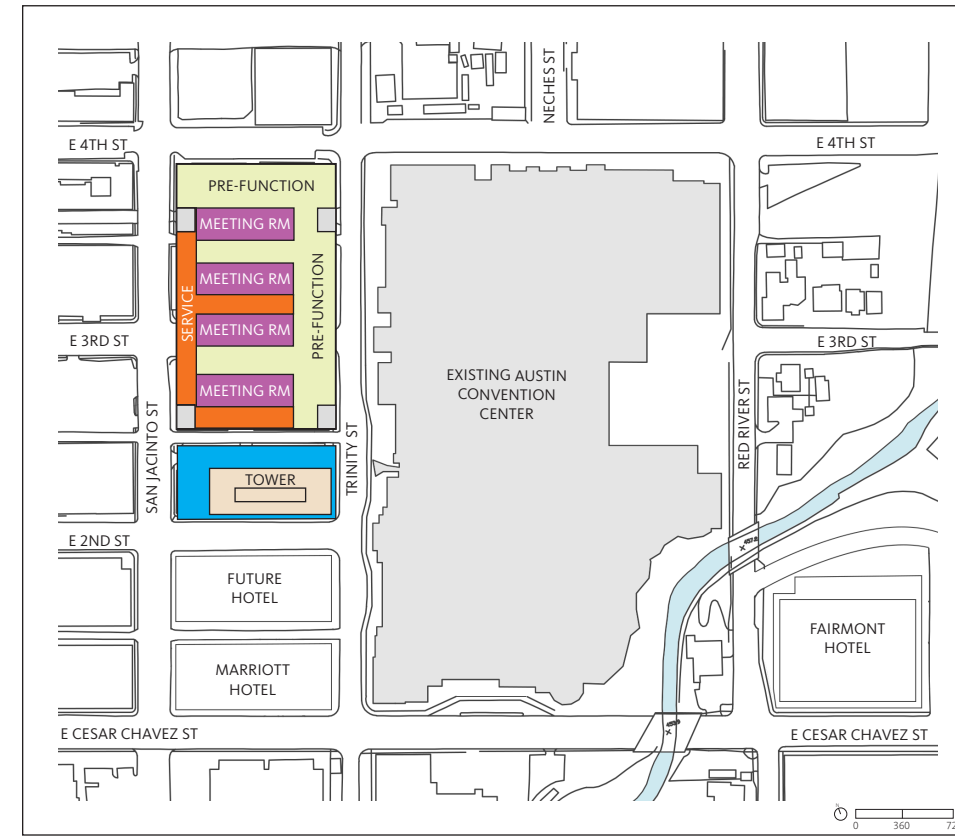 NECHES ST
E 4TH ST
E 4TH ST
PRE-FUNCTION
MEETING RM
MEETING RM
MEETING RM
MEETING RM
SERVICE
PRE-FUNCTION
E 3RD ST
E 3RD ST
EXISTING AUSTIN
CONVENTION
CENTER
SAN JACINTO ST
TRINITY ST
RED RIVER ST
TOWER
E 2ND ST
FUTURE
HOTEL
MARRIOTT
HOTEL
FAIRMONT
HOTEL
E CESAR CHAVEZ ST
E CESAR CHAVEZ ST
N
0 360